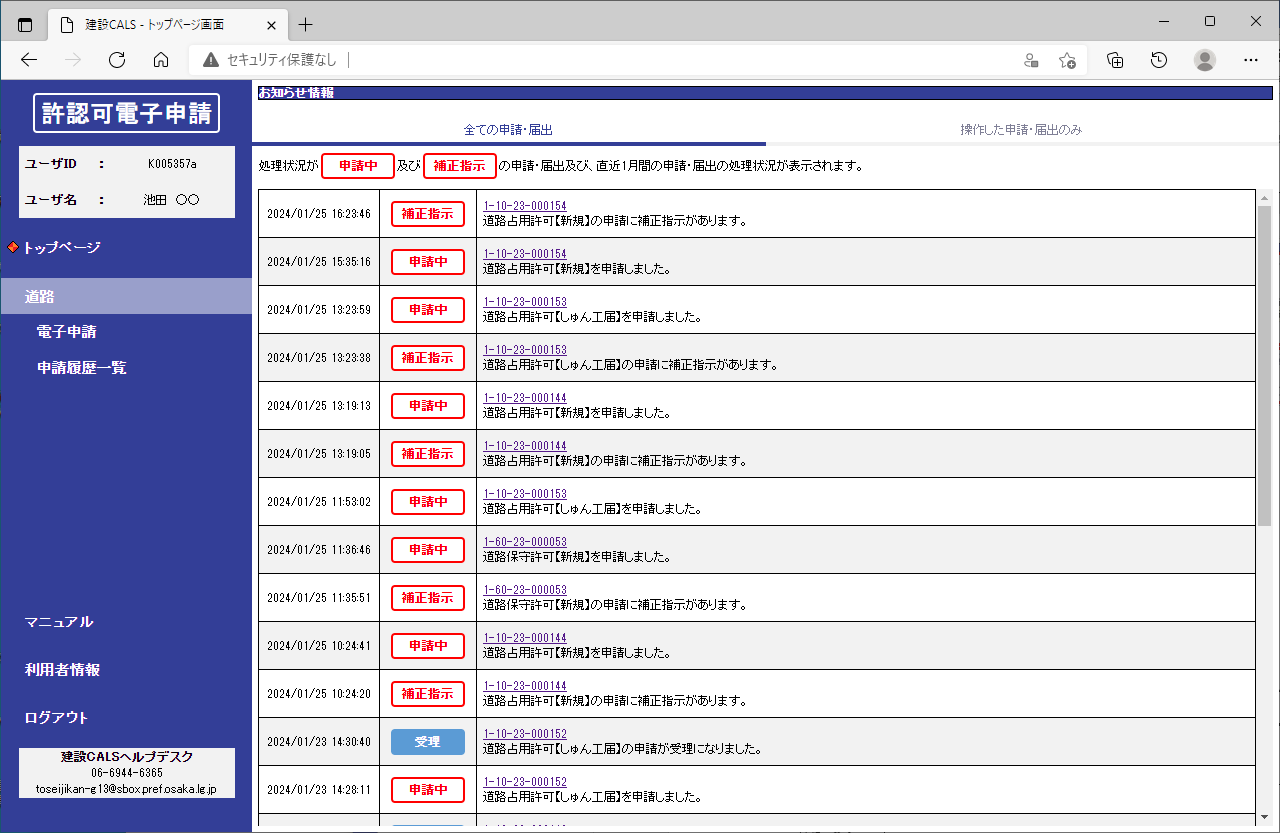 建設CALS - トップページ画面
セキュリティ保護なし
許認可電子申請
ユーザID : K005357a
ユーザ名 : 池田 〇〇
トップページ
道路
電子申請
申請履歴一覧
マニュアル
利用者情報
ログアウト
建設CALSヘルプデスク
06-6944-6365
toseijikan-g13@sbox.pref.osaka.lg.jp
お知らせ情報
全ての申請・届出 操作した申請・届出のみ
処理状況が 申請中 及び 補正指示 の申請・届出及び、直近1月間の申請・届出の処理状況が表示されます。
2024/01/25 16:23:46 補正指示 1-10-23-000154
道路占用許可【新規】の申請に補正指示があります。
2024/01/25 15:35:16 申請中 1-10-23-000154
道路占用許可【新規】を申請しました。
2024/01/25 13:23:59 申請中 1-10-23-000153
道路占用許可【しゅん工届】を申請しました。
2024/01/25 13:23:38 補正指示 1-10-23-000153
道路占用許可【しゅん工届】の申請に補正指示があります。
2024/01/25 13:19:13 申請中 1-10-23-000144
道路占用許可【新規】を申請しました。
2024/01/25 13:19:05 補正指示 1-10-23-000144
道路占用許可【新規】の申請に補正指示があります。
2024/01/25 11:53:02 申請中 1-10-23-000153
道路占用許可【しゅん工届】を申請しました。
2024/01/25 11:36:46 申請中 1-60-23-000053
道路保守許可【新規】を申請しました。
2024/01/25 11:35:51 補正指示 1-60-23-000053
道路保守許可【新規】の申請に補正指示があります。
2024/01/25 10:24:41 申請中 1-10-23-000144
道路占用許可【新規】を申請しました。
2024/01/25 10:24:20 補正指示 1-10-23-000144
道路占用許可【新規】の申請に補正指示があります。
2024/01/23 14:30:40 受理 1-10-23-000152
道路占用許可【しゅん工届】の申請が受理になりました。
2024/01/23 14:28:11 申請中 1-10-23-000152
道路占用許可【しゅん工届】を申請しました。